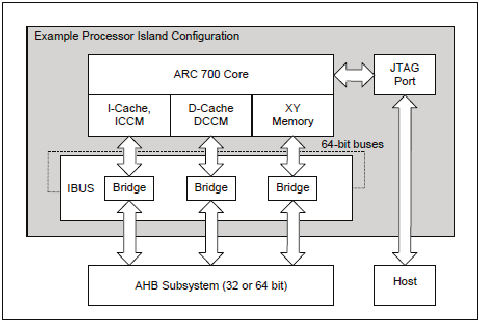 Example Processor Island Configuration
ARC 700 Core
JTAG
Port
I-Cache,
ICCM
D-Cache
DCCM
XY
Memory
64-biit buses
IBUS
Bridge
Bridge
Bridge
AHB Subsystem (32 or 64 bit)
Host